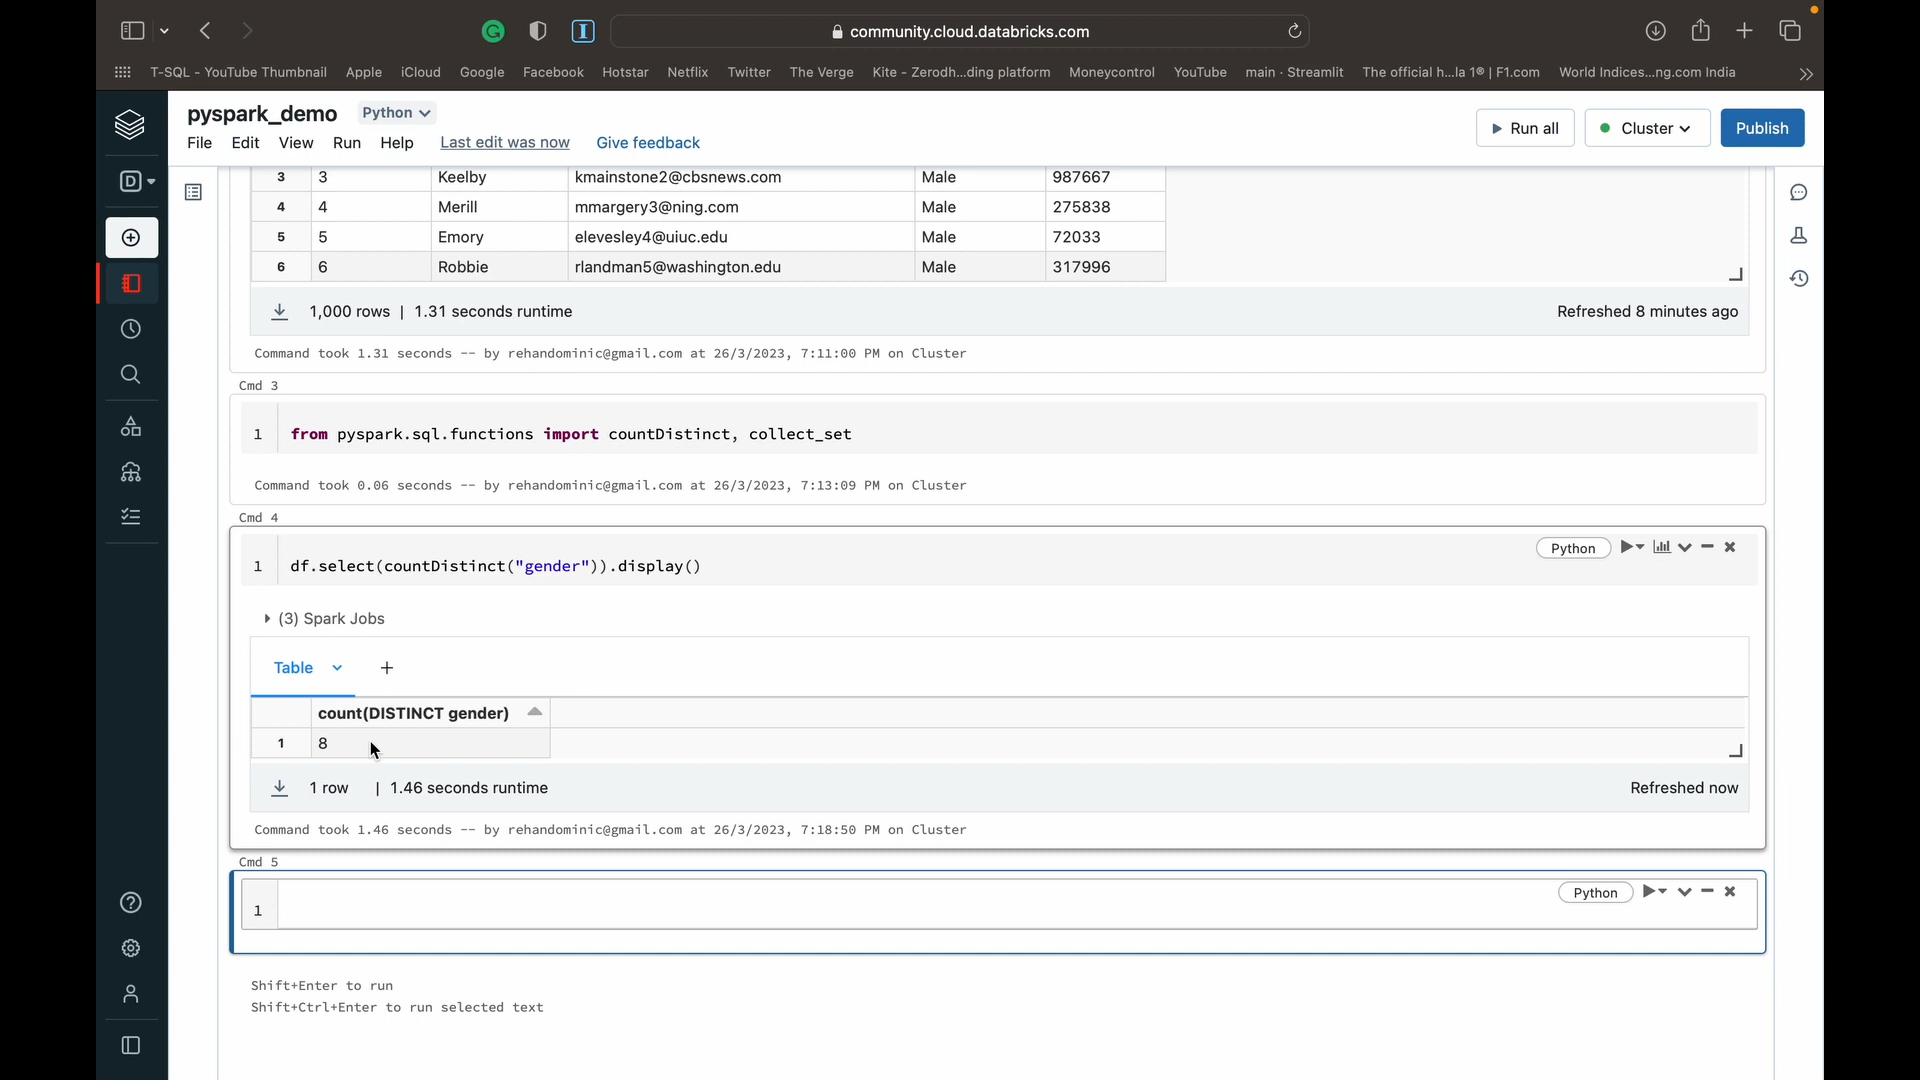 community.cloud.databricks.com
T-SQL - YouTube Thumbnail Apple iCloud Google Facebook Hotstar Netflix Twitter The Verge Kite - Zerodh...ding platform Moneycontrol YouTube main · Streamlit The official h...la 1® | F1.com World Indices...ng.com India
pyspark_demo Python
Run all Cluster Publish
File Edit View Run Help Last edit was now Give feedback
D
3 3 Keelby kmainstone2@cbsnews.com Male 987667
4 4 Merill mmargery3@ning.com Male 275838
5 5 Emory elevesley4@uiuc.edu Male 72033
6 6 Robbie rlandman5@washington.edu Male 317996
1,000 rows | 1.31 seconds runtime Refreshed 8 minutes ago
Command took 1.31 seconds -- by rehandominic@gmail.com at 26/3/2023, 7:11:00 PM on Cluster
Cmd 3
1 from pyspark.sql.functions import countDistinct, collect_set
Command took 0.06 seconds -- by rehandominic@gmail.com at 26/3/2023, 7:13:09 PM on Cluster
Cmd 4
Python
1 df.select(countDistinct("gender")).display()
(3) Spark Jobs
Table +
count(DISTINCT gender)
1 8
1 row | 1.46 seconds runtime Refreshed now
Command took 1.46 seconds -- by rehandominic@gmail.com at 26/3/2023, 7:18:50 PM on Cluster
Cmd 5
Python
1
Shift+Enter to run
Shift+Ctrl+Enter to run selected text